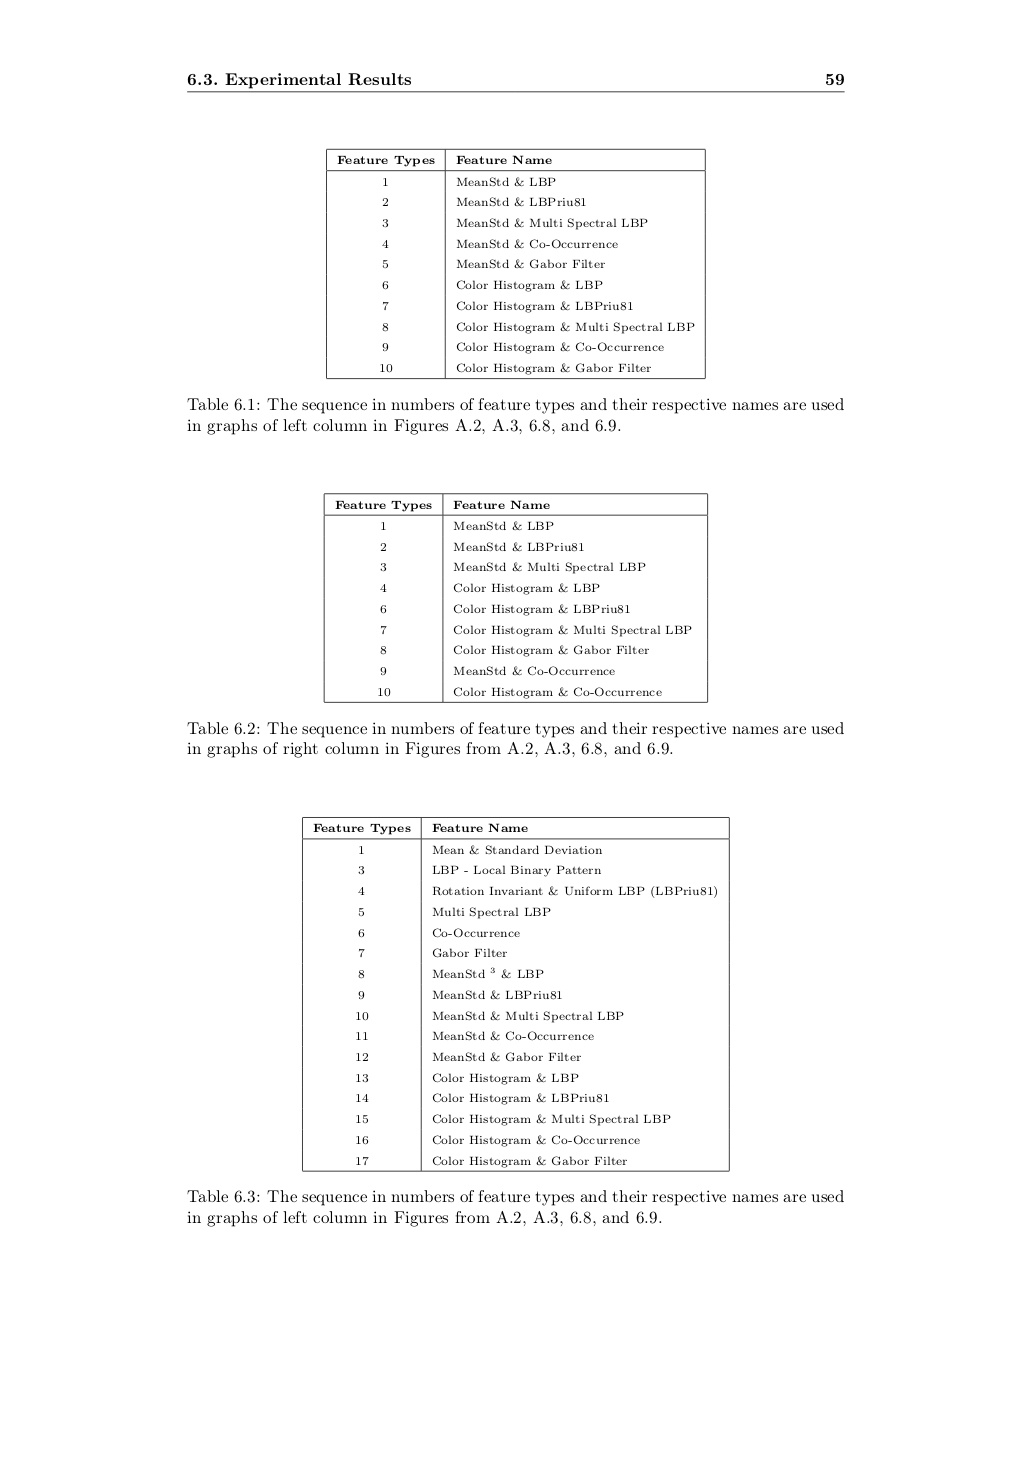 6.3. Experimental Results 59
Feature Types Feature Name
1 MeanStd & LBP
2 MeanStd & LBPriu81
3 MeanStd & Multi Spectral LBP
4 MeanStd & Co-Occurrence
5 MeanStd & Gabor Filter
6 Color Histogram & LBP
7 Color Histogram & LBPriu81
8 Color Histogram & Multi Spectral LBP
9 Color Histogram & Co-Occurrence
10 Color Histogram & Gabor Filter
Table 6.1: The sequence in numbers of feature types and their respective names are used
in graphs of left column in Figures A.2, A.3, 6.8, and 6.9.
Feature Types Feature Name
1 MeanStd & LBP
2 MeanStd & LBPriu81
3 MeanStd & Multi Spectral LBP
4 Color Histogram & LBP
6 Color Histogram & LBPriu81
7 Color Histogram & Multi Spectral LBP
8 Color Histogram & Gabor Filter
9 MeanStd & Co-Occurrence
10 Color Histogram & Co-Occurrence
Table 6.2: The sequence in numbers of feature types and their respective names are used
in graphs of right column in Figures from A.2, A.3, 6.8, and 6.9.
Feature Types Feature Name
1 Mean & Standard Deviation
3 LBP - Local Binary Pattern
4 Rotation Invariant & Uniform LBP (LBPriu81)
5 Multi Spectral LBP
6 Co-Occurrence
7 Gabor Filter
8 MeanStd ³ & LBP
9 MeanStd & LBPriu81
10 MeanStd & Multi Spectral LBP
11 MeanStd & Co-Occurrence
12 MeanStd & Gabor Filter
13 Color Histogram & LBP
14 Color Histogram & LBPriu81
15 Color Histogram & Multi Spectral LBP
16 Color Histogram & Co-Occurrence
17 Color Histogram & Gabor Filter
Table 6.3: The sequence in numbers of feature types and their respective names are used
in graphs of left column in Figures from A.2, A.3, 6.8, and 6.9.